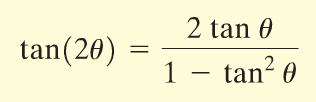 tan(2θ) = 2 tan θ / 1 − tan² θ